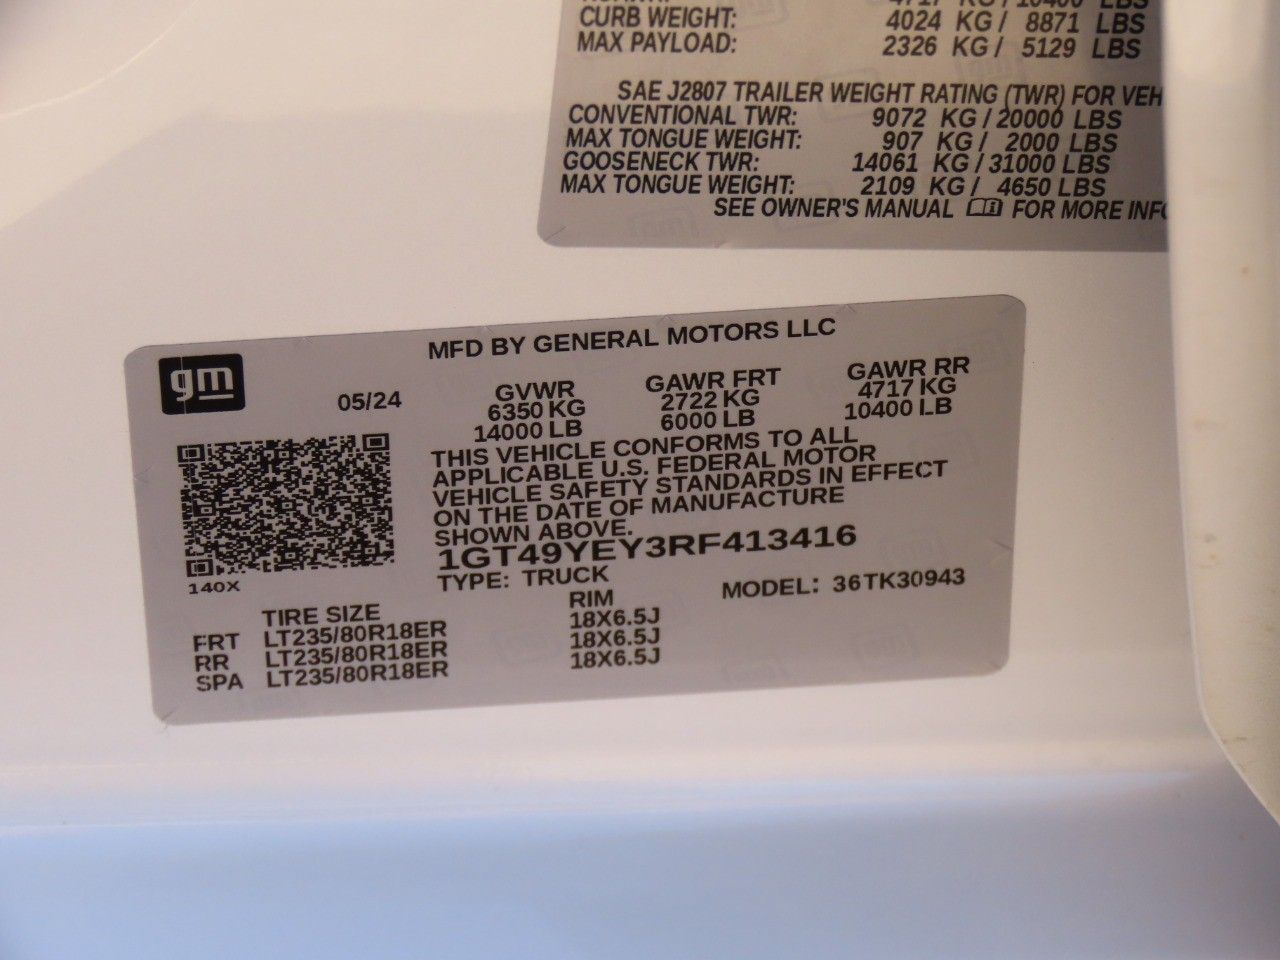 4717 KG/10400 LBS
CURB WEIGHT: 4024 KG/ 8871 LBS
MAX PAYLOAD: 2326 KG/ 5129 LBS
SAE J2807 TRAILER WEIGHT RATING (TWR) FOR VEH
CONVENTIONAL TWR: 9072 KG/20000 LBS
MAX TONGUE WEIGHT: 907 KG/ 2000 LBS
GOOSENECK TWR: 14061 KG/31000 LBS
MAX TONGUE WEIGHT: 2109 KG/ 4650 LBS
SEE OWNER'S MANUAL FOR MORE INFO
MFD BY GENERAL MOTORS LLC
gm
05/24 GVWR GAWR FRT GAWR RR
6350 KG 2722 KG 4717 KG
14000 LB 6000 LB 10400 LB
THIS VEHICLE CONFORMS TO ALL
APPLICABLE U.S. FEDERAL MOTOR
VEHICLE SAFETY STANDARDS IN EFFECT
ON THE DATE OF MANUFACTURE
SHOWN ABOVE.
1GT49YEY3RF413416
140X
TYPE: TRUCK MODEL: 36TK30943
TIRE SIZE RIM
FRT LT235/80R18ER 18X6.5J
RR LT235/80R18ER 18X6.5J
SPA LT235/80R18ER 18X6.5J